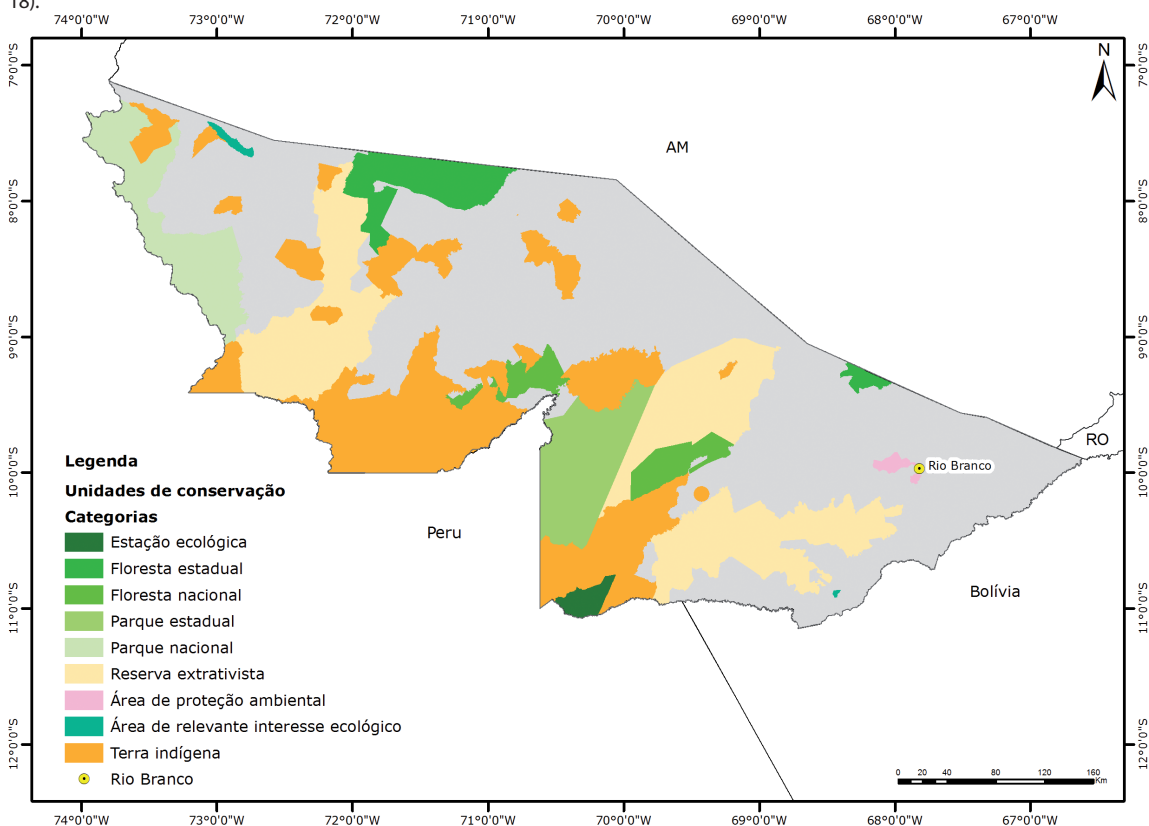 18).
74°0'0"W 73°0'0"W 72°0'0"W 71°0'0"W 70°0'0"W 69°0'0"W 68°0'0"W 67°0'0"W
7°0'0"S
8°0'0"S
9°0'0"S
10°0'0"S
11°0'0"S
12°0'0"S
N
AM
RO
Rio Branco
Peru
Bolívia
Legenda
Unidades de conservação
Categorias
Estação ecológica
Floresta estadual
Floresta nacional
Parque estadual
Parque nacional
Reserva extrativista
Área de proteção ambiental
Área de relevante interesse ecológico
Terra indígena
Rio Branco
0 20 40 80 120 160
Km
7°0'0"S
8°0'0"S
9°0'0"S
10°0'0"S
11°0'0"S
12°0'0"S
74°0'0"W 73°0'0"W 72°0'0"W 71°0'0"W 70°0'0"W 69°0'0"W 68°0'0"W 67°0'0"W